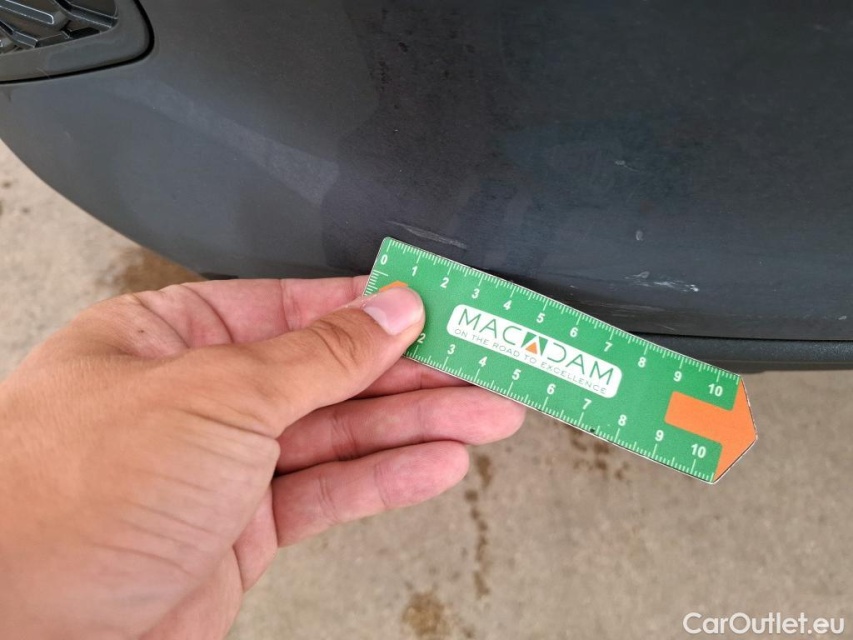 0 1 2 3 4 5 6 7 8 9 10
MACADAM
ON THE ROAD TO EXCELLENCE
2 3 4 5 6 7 8 9 10
CarOutlet.eu